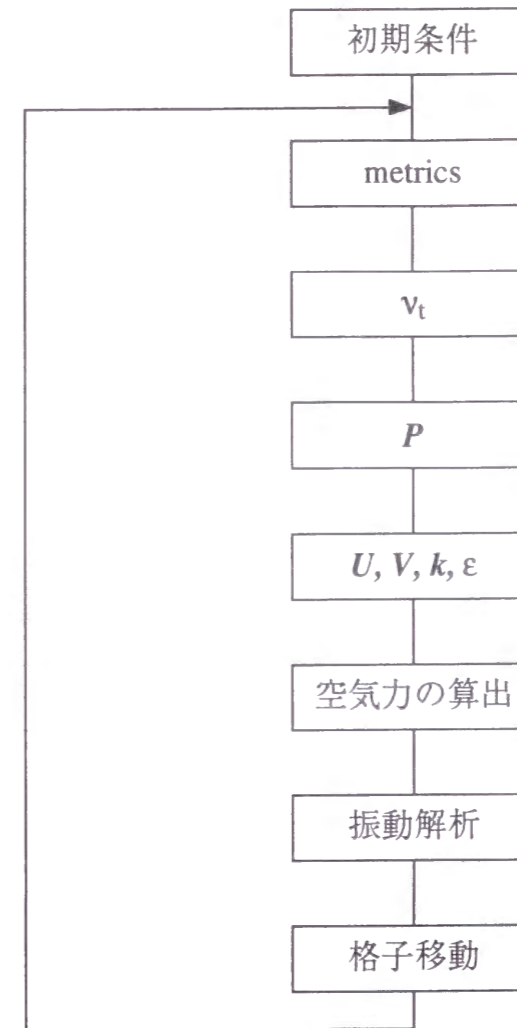 初期条件
metrics
νt
P
U, V, k, ε
空気力の算出
振動解析
格子移動